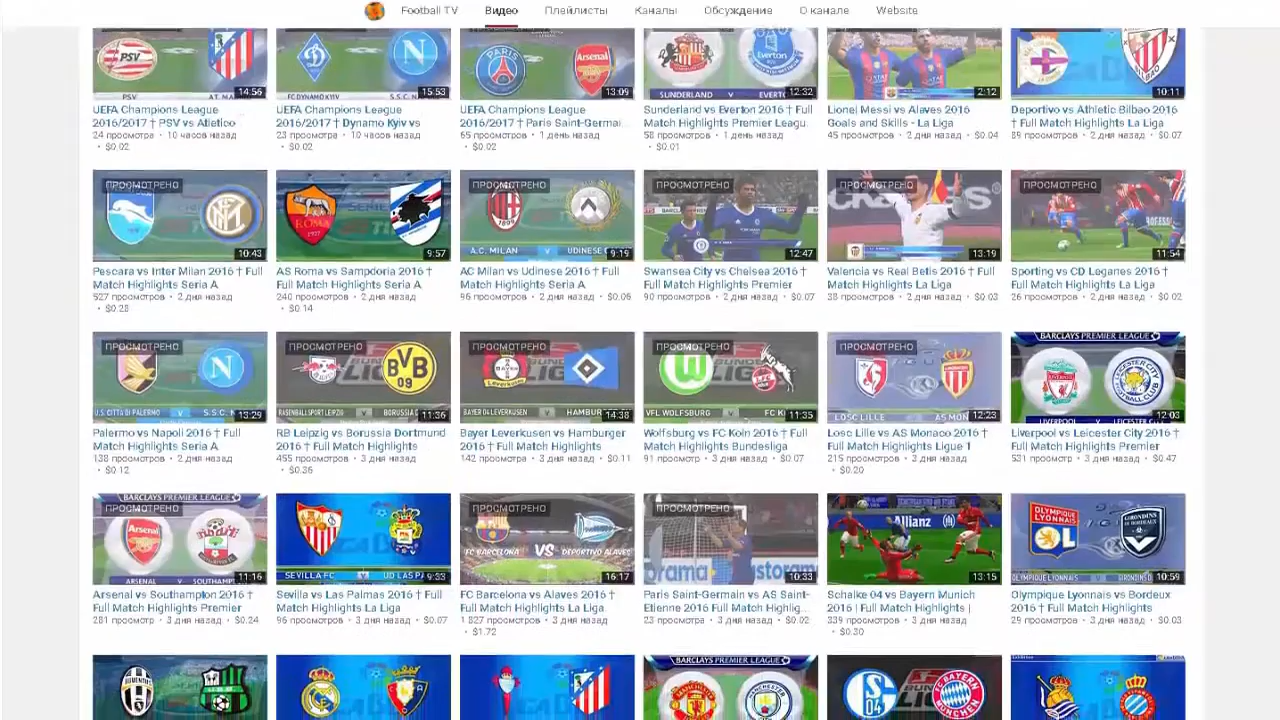 Football TV Видео Плейлисты Каналы Обсуждение О канале Website
14:56 15:53 13:09 12:32 2:12 10:11
UEFA Champions League
2016/2017 † PSV vs Atletico
24 просмотра • 10 часов назад
• $0.02
UEFA Champions League
2016/2017 † Dynamo Kyiv vs
23 просмотра • 10 часов назад
• $0.02
UEFA Champions League
2016/2017 † Paris Saint-Germai...
65 просмотров • 1 день назад
• $0.02
SUNDERLAND v
Sunderland vs Everton 2016 † Full
Match Highlights Premier Leagu...
58 просмотров • 1 день назад
• $0.01
Lionel Messi vs Alaves 2016
Goals and Skills - La Liga
45 просмотров • 2 дня назад • $0.04
Deportivo vs Athletic Bilbao 2016
† Full Match Highlights La Liga
89 просмотров • 2 дня назад • $0.07
ПРОСМОТРЕНО
10:43
Pescara vs Inter Milan 2016 † Full
Match Highlights Seria A
527 просмотров • 2 дня назад
• $0.28
9:57
AS Roma vs Sampdoria 2016 †
Full Match Highlights Seria A
240 просмотров • 2 дня назад
• $0.14
ПРОСМОТРЕНО
A.C. MILAN v UDINESE
9:19
AC Milan vs Udinese 2016 † Full
Match Highlights Seria A
96 просмотров • 2 дня назад • $0.06
ПРОСМОТРЕНО
12:47
Swansea City vs Chelsea 2016 †
Full Match Highlights Premier
90 просмотров • 2 дня назад • $0.07
ПРОСМОТРЕНО
13:19
Valencia vs Real Betis 2016 † Full
Match Highlights La Liga
38 просмотров • 2 дня назад • $0.03
ПРОСМОТРЕНО
11:54
Sporting vs CD Leganes 2016 †
Full Match Highlights La Liga
26 просмотров • 2 дня назад • $0.02
ПРОСМОТРЕНО
U.S. CITTA DI PALERMO v S.S.C. N
13:29
Palermo vs Napoli 2016 † Full
Match Highlights Seria A
138 просмотров • 2 дня назад
• $0.12
ПРОСМОТРЕНО
BVB
09
RASENBALLSPORT LEIPZIG v BORUSSIA
11:36
RB Leipzig vs Borussia Dortmund
2016 † Full Match Highlights
455 просмотров • 3 дня назад
• $0.36
ПРОСМОТРЕНО
BAYER 04 LEVERKUSEN v HAMBUR
14:38
Bayer Leverkusen vs Hamburger
2016 † Full Match Highlights
142 просмотра • 3 дня назад • $0.11
ПРОСМОТРЕНО
VFL WOLFSBURG v FC K
11:35
Wolfsburg vs FC Koln 2016 † Full
Match Highlights Bundesliga
91 просмотр • 3 дня назад • $0.07
ПРОСМОТРЕНО
LOSC LILLE v AS MON
12:23
Losc Lille vs AS Monaco 2016 †
Full Match Highlights Ligue 1
215 просмотров • 3 дня назад
• $0.20
BARCLAYS PREMIER LEAGUE
LIVERPOOL v LEICESTER
12:03
Liverpool vs Leicester City 2016 †
Full Match Highlights Premier
531 просмотр • 3 дня назад • $0.47
BARCLAYS PREMIER LEAGUE
ПРОСМОТРЕНО
Arsenal
ARSENAL v SOUTHAMPT
11:16
Arsenal vs Southampton 2016 †
Full Match Highlights Premier
281 просмотр • 3 дня назад • $0.24
SEVILLA FC v UD LAS P
9:33
Sevilla vs Las Palmas 2016 † Full
Match Highlights La Liga
96 просмотров • 3 дня назад • $0.07
ПРОСМОТРЕНО
FC BARCELONA VS DEPORTIVO ALAVES
16:17
FC Barcelona vs Alaves 2016 †
Full Match Highlights La Liga
1 827 просмотров • 3 дня назад
• $1.72
ПРОСМОТРЕНО
10:33
Paris Saint-Germain vs AS Saint-
Etienne 2016 Full Match Highlig...
23 просмотра • 3 дня назад • $0.02
Allianz
13:15
Schalke 04 vs Bayern Munich
2016 | Full Match Highlights |
339 просмотров • 3 дня назад
• $0.30
OLYMPIQUE
LYONNAIS
OL
OLYMPIQUE LYONNAIS v GIRONDINS
10:59
Olympique Lyonnais vs Bordeux
2016 † Full Match Highlights
29 просмотров • 3 дня назад • $0.03
BARCLAYS PREMIER LEAGUE